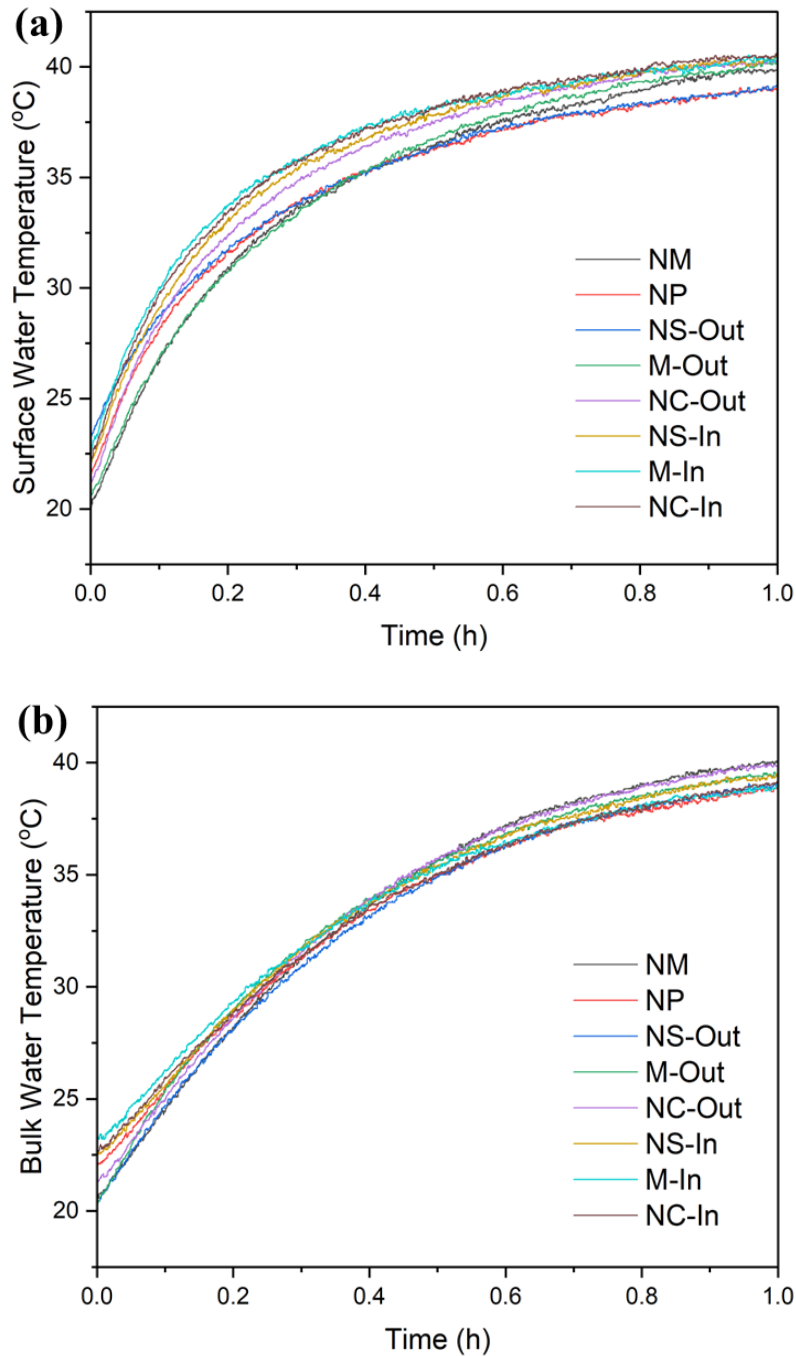 (a)
Surface Water Temperature (°C)
40
35
30
25
20
NM
NP
NS-Out
M-Out
NC-Out
NS-In
M-In
NC-In
0.0 0.2 0.4 0.6 0.8 1.0
Time (h)
(b)
Bulk Water Temperature (°C)
40
35
30
25
20
NM
NP
NS-Out
M-Out
NC-Out
NS-In
M-In
NC-In
0.0 0.2 0.4 0.6 0.8 1.0
Time (h)